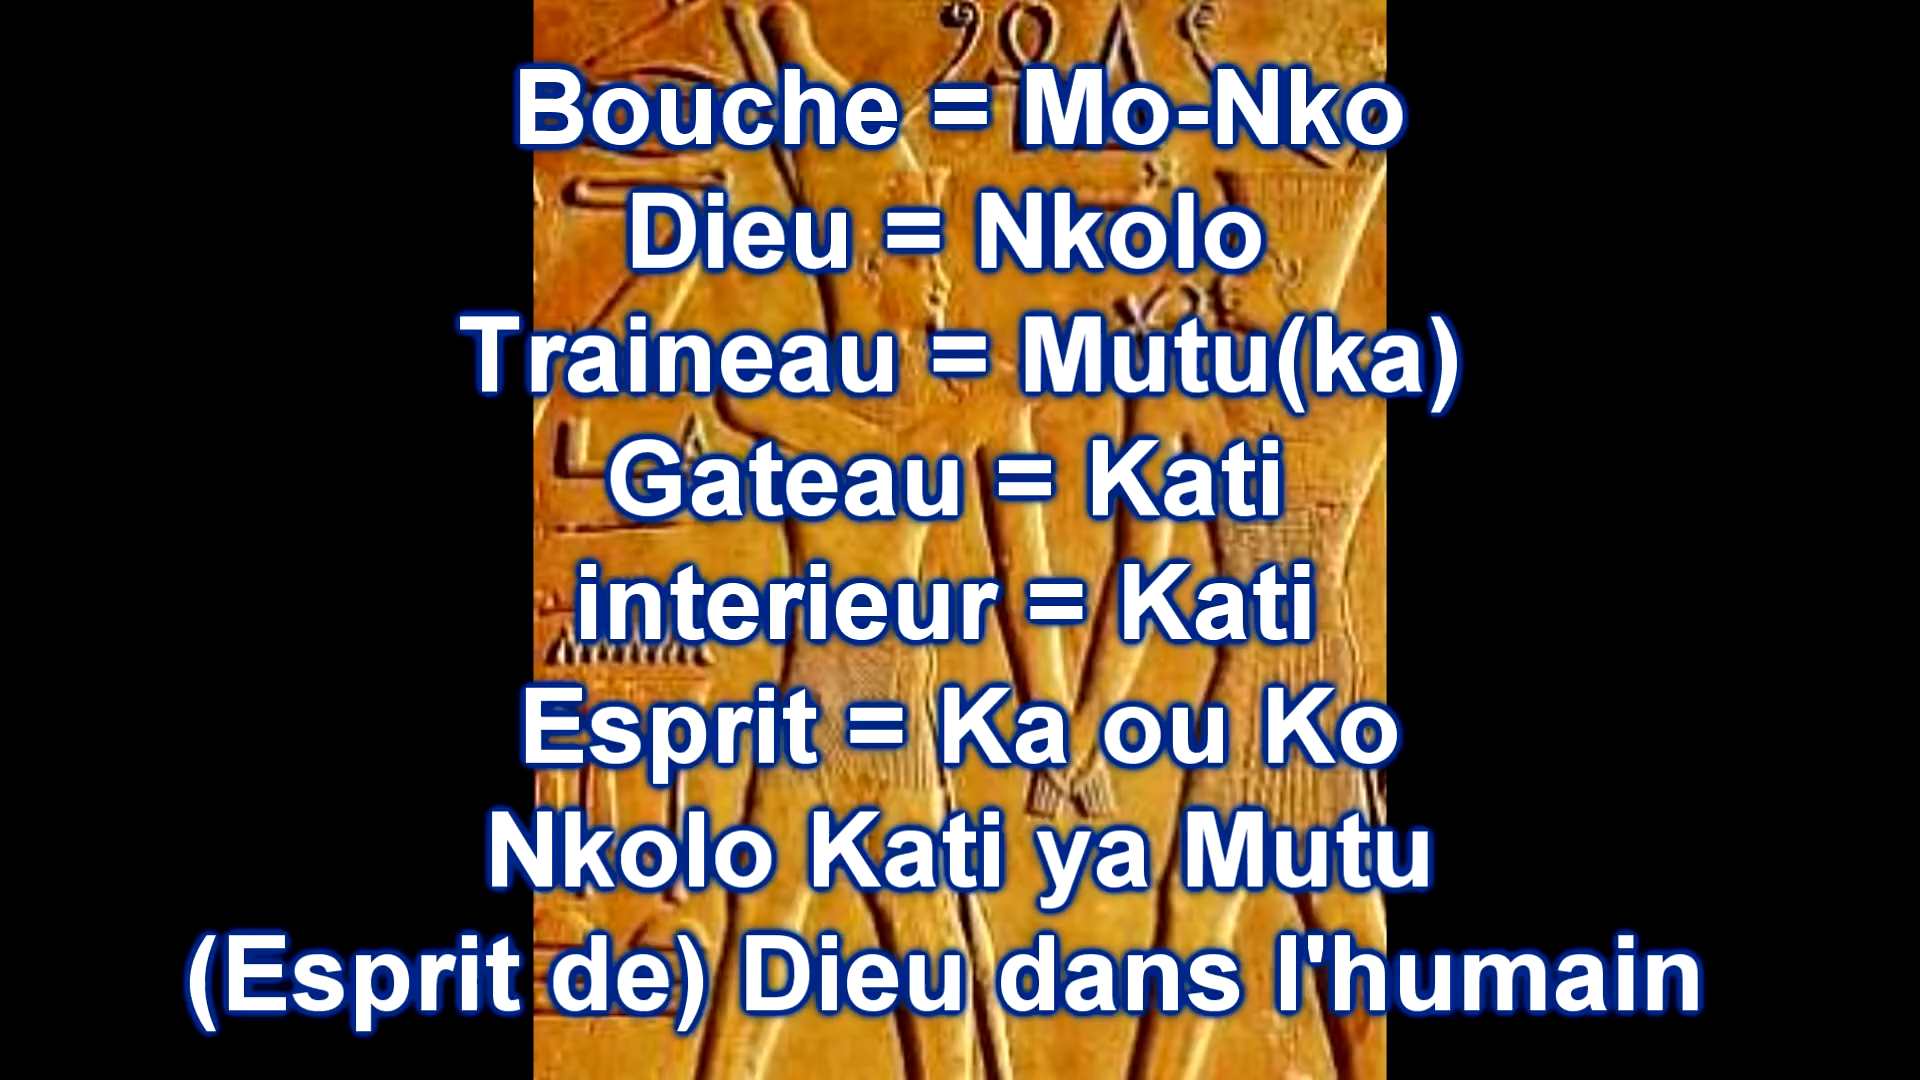 Bouche = Mo-Nko
Dieu = Nkolo
Traineau = Mutu(ka)
Gateau = Kati
interieur = Kati
Esprit = Ka ou Ko
Nkolo Kati ya Mutu
(Esprit de) Dieu dans l'humain